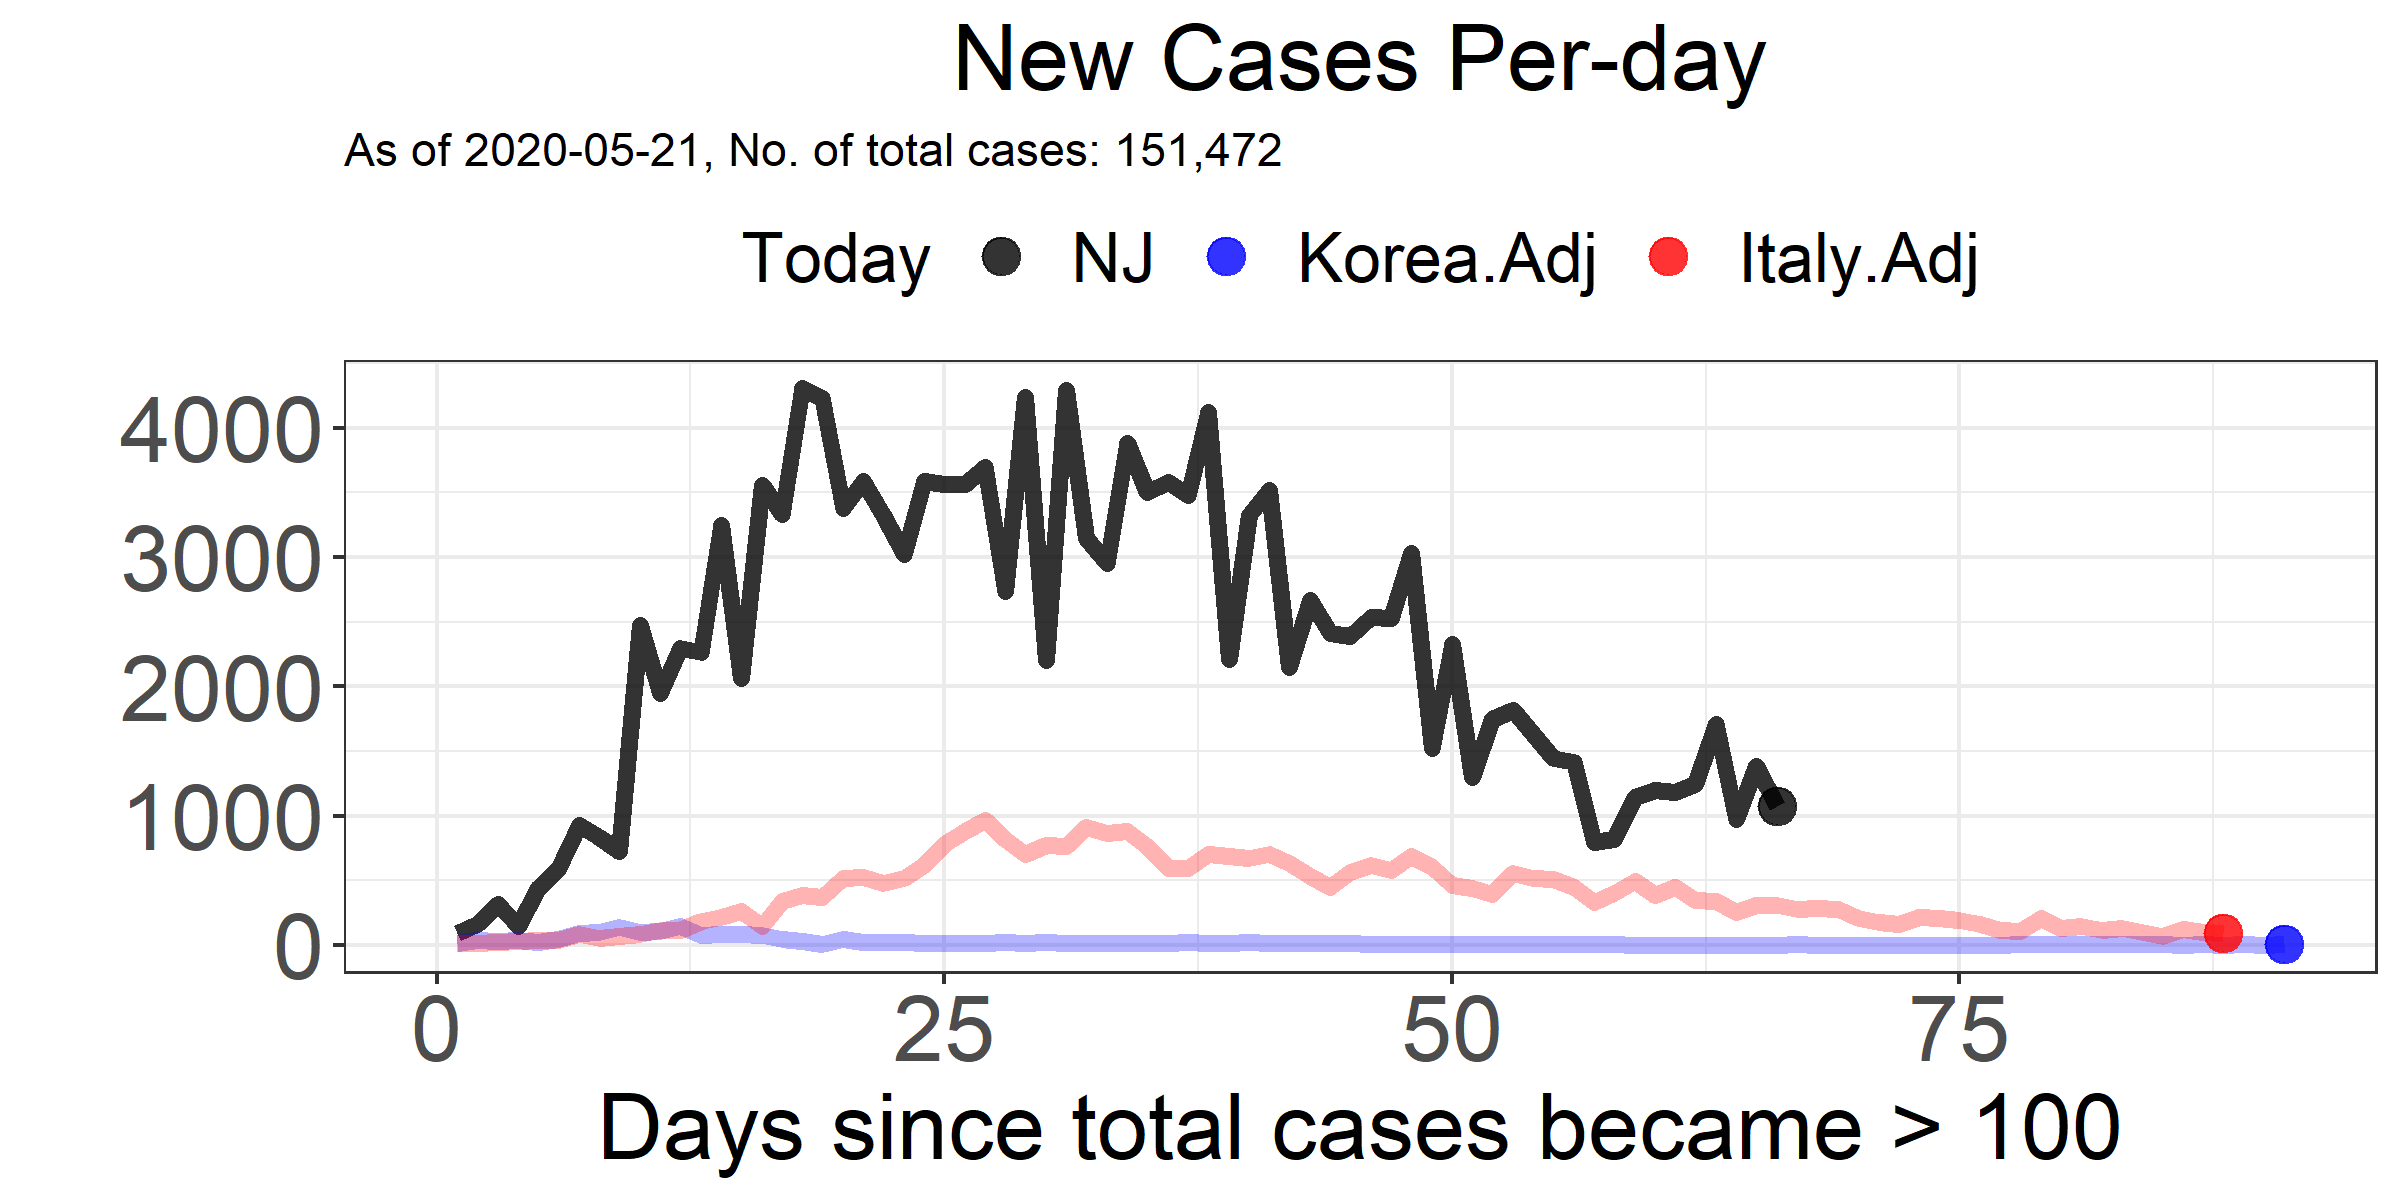 New Cases Per-day
As of 2020-05-21, No. of total cases: 151,472
Today NJ Korea.Adj Italy.Adj
4000
3000
2000
1000
0
0 25 50 75
Days since total cases became > 100